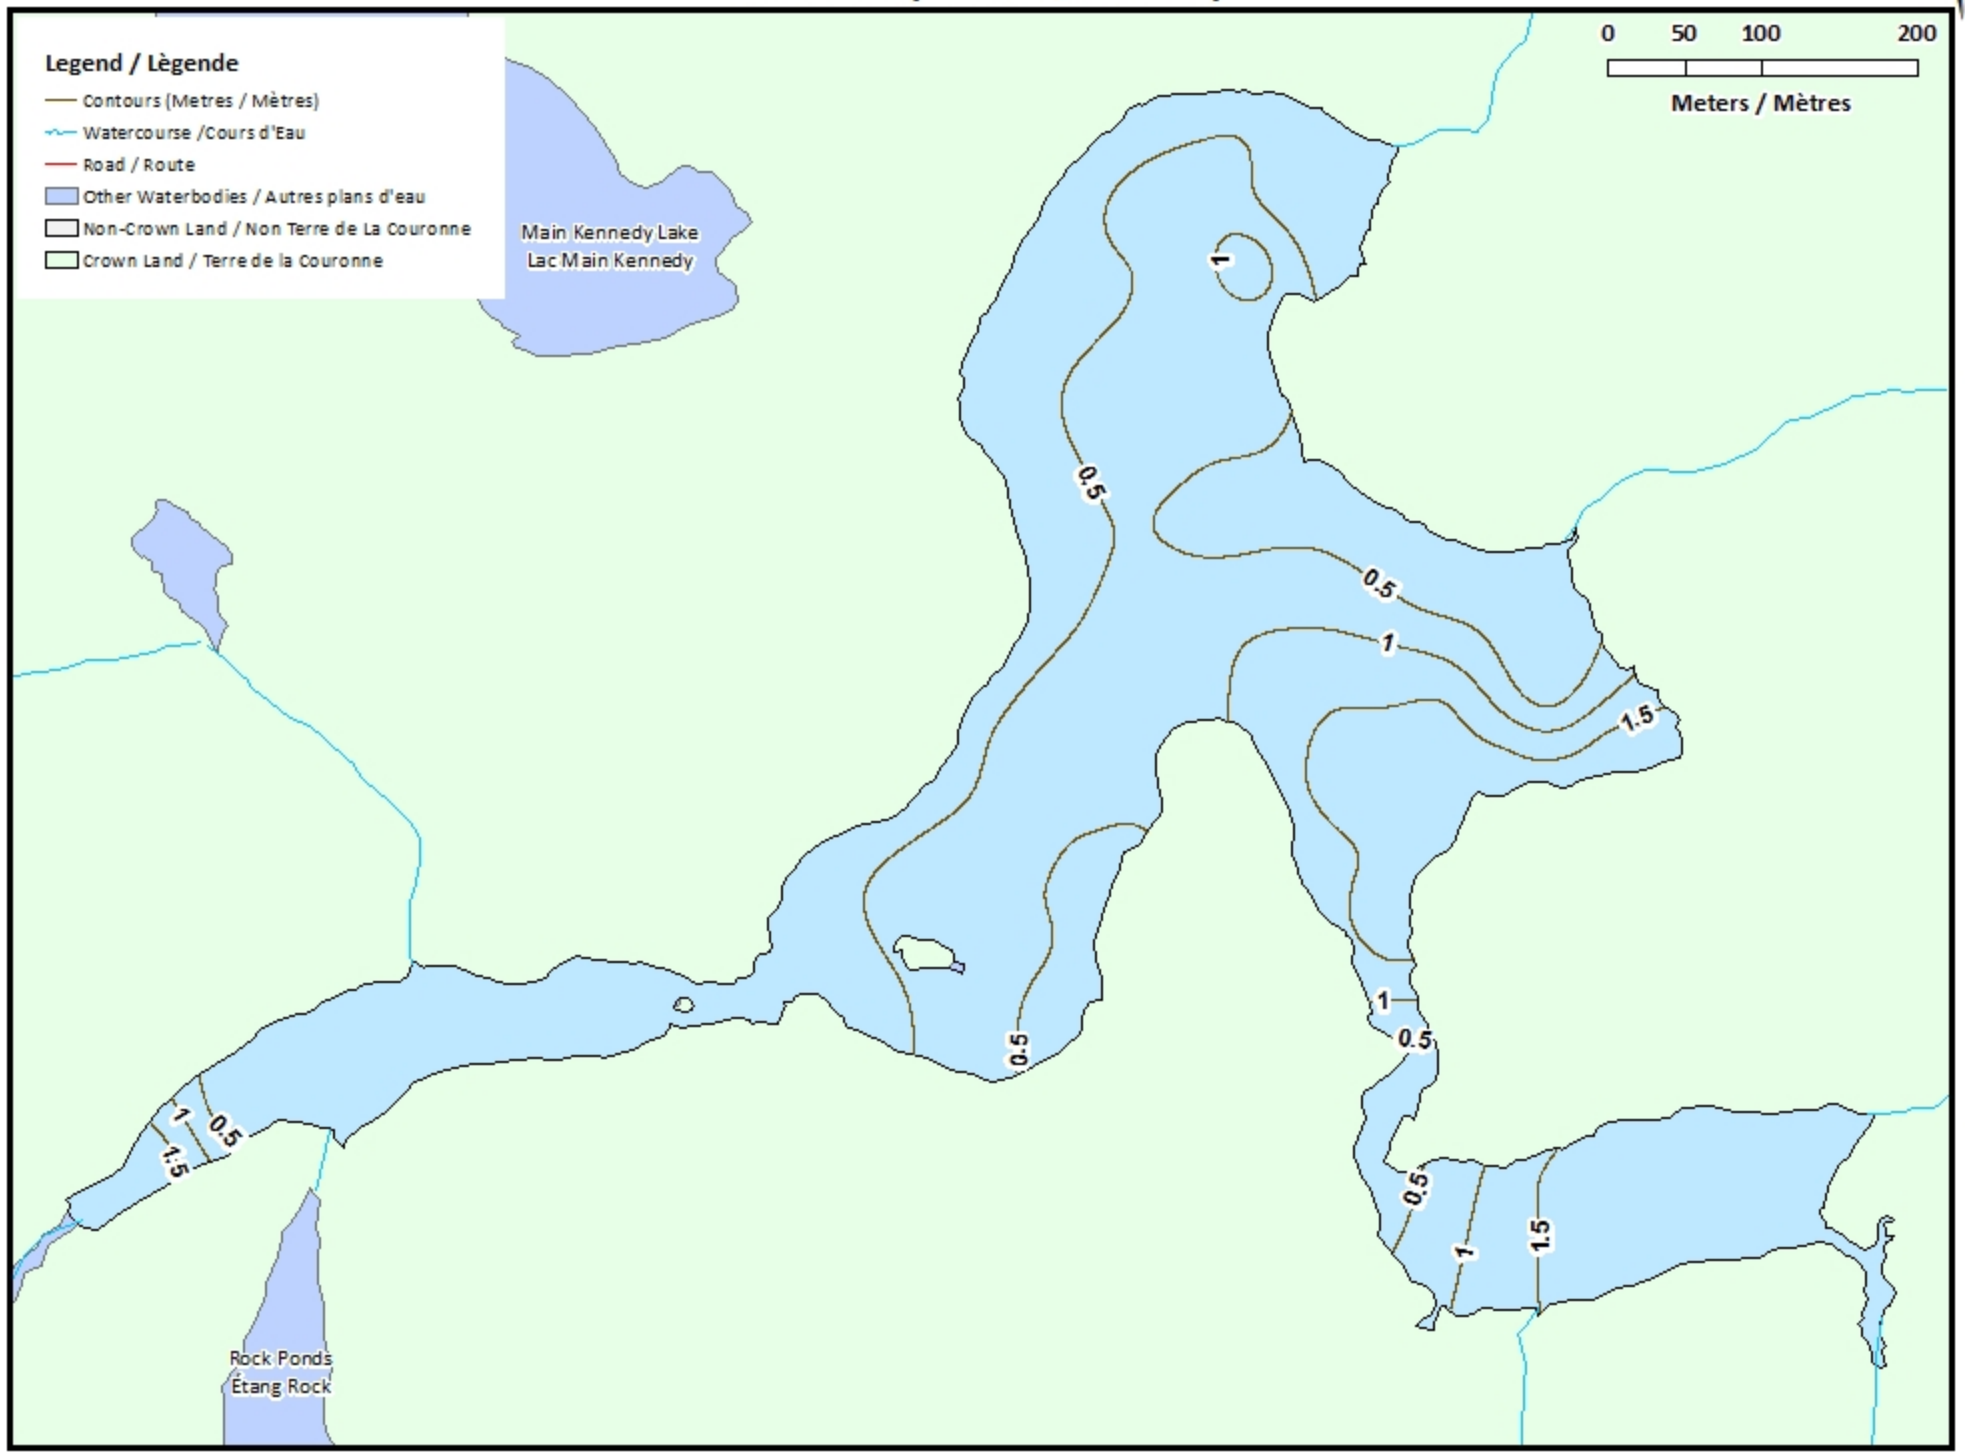 Legend / Lègende
Contours (Metres / Mètres)
Watercourse /Cours d'Eau
Road / Route
Other Waterbodies / Autres plans d'eau
Non-Crown Land / Non Terre de La Couronne
Crown Land / Terre de la Couronne
0 50 100 200
Meters / Mètres
Main Kennedy Lake
Lac Main Kennedy
1
0.5
0.5
1
1.5
1
0.5
0.5
1
0.5
1.5
0.5
1
1.5
Rock Ponds
Étang Rock